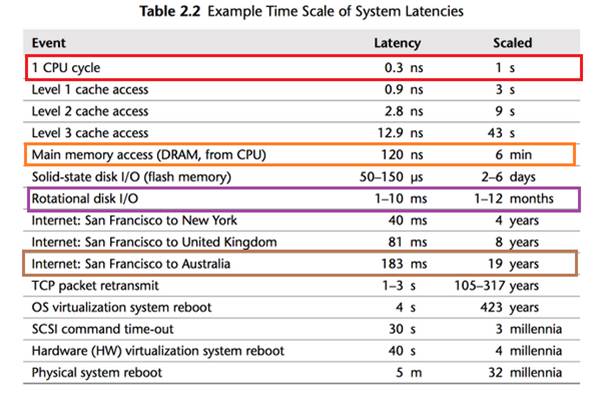 Table 2.2 Example Time Scale of System Latencies
Event Latency Scaled
1 CPU cycle 0.3 ns 1 s
Level 1 cache access 0.9 ns 3 s
Level 2 cache access 2.8 ns 9 s
Level 3 cache access 12.9 ns 43 s
Main memory access (DRAM, from CPU) 120 ns 6 min
Solid-state disk I/O (flash memory) 50–150 μs 2–6 days
Rotational disk I/O 1–10 ms 1–12 months
Internet: San Francisco to New York 40 ms 4 years
Internet: San Francisco to United Kingdom 81 ms 8 years
Internet: San Francisco to Australia 183 ms 19 years
TCP packet retransmit 1–3 s 105–317 years
OS virtualization system reboot 4 s 423 years
SCSI command time-out 30 s 3 millennia
Hardware (HW) virtualization system reboot 40 s 4 millennia
Physical system reboot 5 m 32 millennia